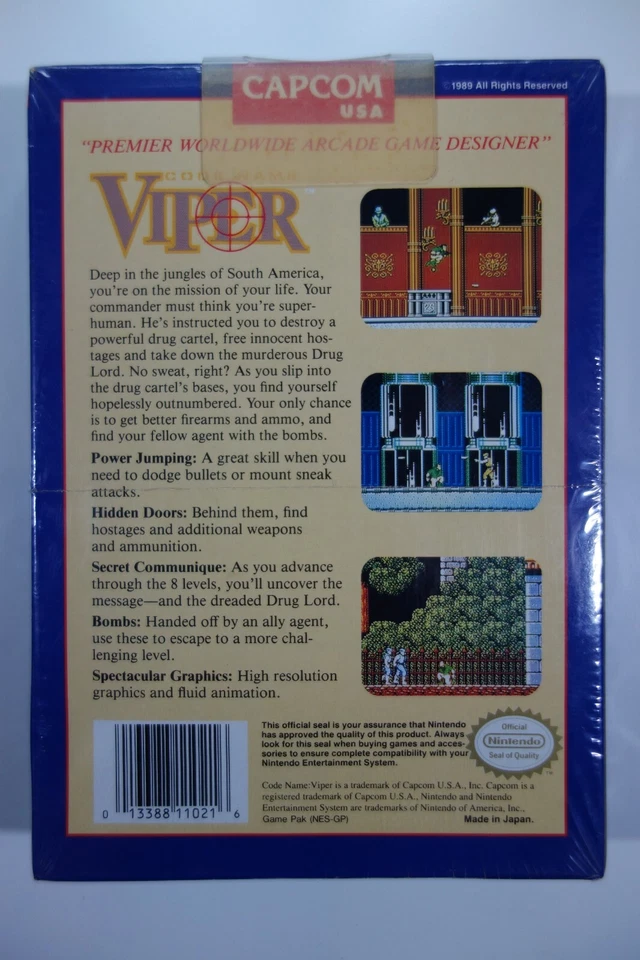 CAPCOM
USA
©1989 All Rights Reserved
"PREMIER WORLDWIDE ARCADE GAME DESIGNER"
CODE NAME
VIPER™
Deep in the jungles of South America,
you're on the mission of your life. Your
commander must think you're super-
human. He's instructed you to destroy a
powerful drug cartel, free innocent hos-
tages and take down the murderous Drug
Lord. No sweat, right? As you slip into
the drug cartel's bases, you find yourself
hopelessly outnumbered. Your only chance
is to get better firearms and ammo, and
find your fellow agent with the bombs.
Power Jumping: A great skill when you
need to dodge bullets or mount sneak
attacks.
Hidden Doors: Behind them, find
hostages and additional weapons
and ammunition.
Secret Communique: As you advance
through the 8 levels, you'll uncover the
message—and the dreaded Drug Lord.
Bombs: Handed off by an ally agent,
use these to escape to a more chal-
lenging level.
Spectacular Graphics: High resolution
graphics and fluid animation.
0 13388 11021 6
This official seal is your assurance that Nintendo
has approved the quality of this product. Always
look for this seal when buying games and acces-
sories to ensure complete compatibility with your
Nintendo Entertainment System.
Official
Nintendo
Seal of Quality
™
Code Name:Viper is a trademark of Capcom U.S.A., Inc. Capcom is a
registered trademark of Capcom U.S.A., Nintendo and Nintendo
Entertainment System are trademarks of Nintendo of America, Inc.,
Game Pak (NES-GP)
Made in Japan.